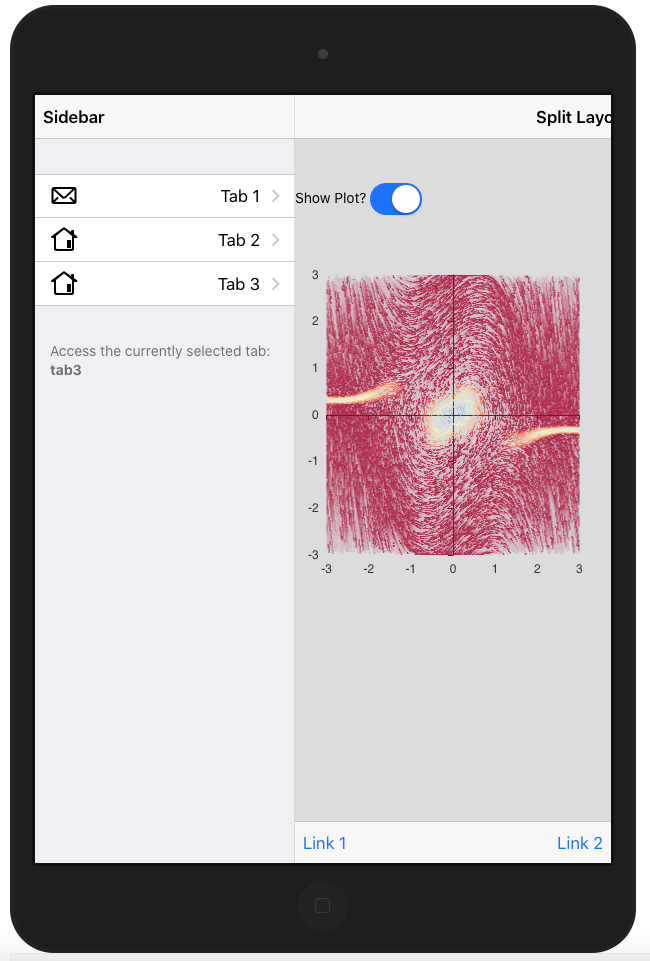 Sidebar
Split Layo
Tab 1
Tab 2
Tab 3
Access the currently selected tab:
tab3
Show Plot?
3
2
1
0
-1
-2
-3
-3 -2 -1 0 1 2 3
Link 1 Link 2